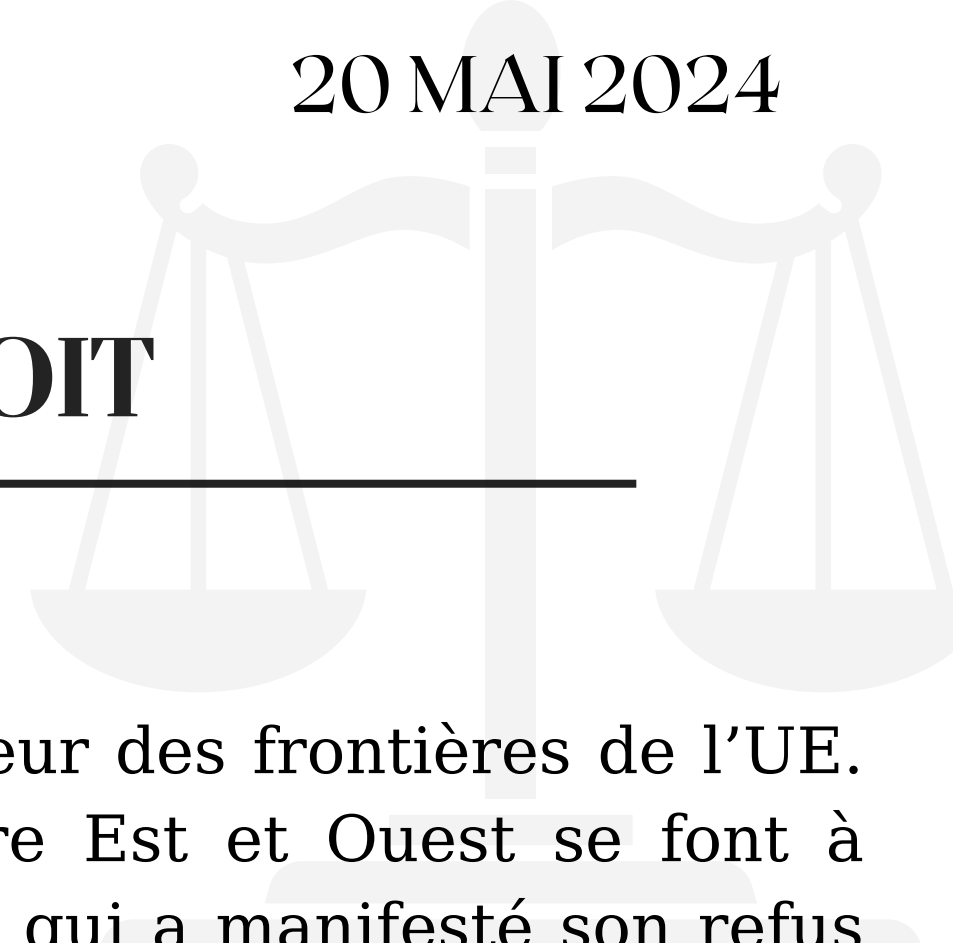 20 MAI 2024
OIT
eur des frontières de l’UE.
re Est et Ouest se font à
qui a manifesté son refus